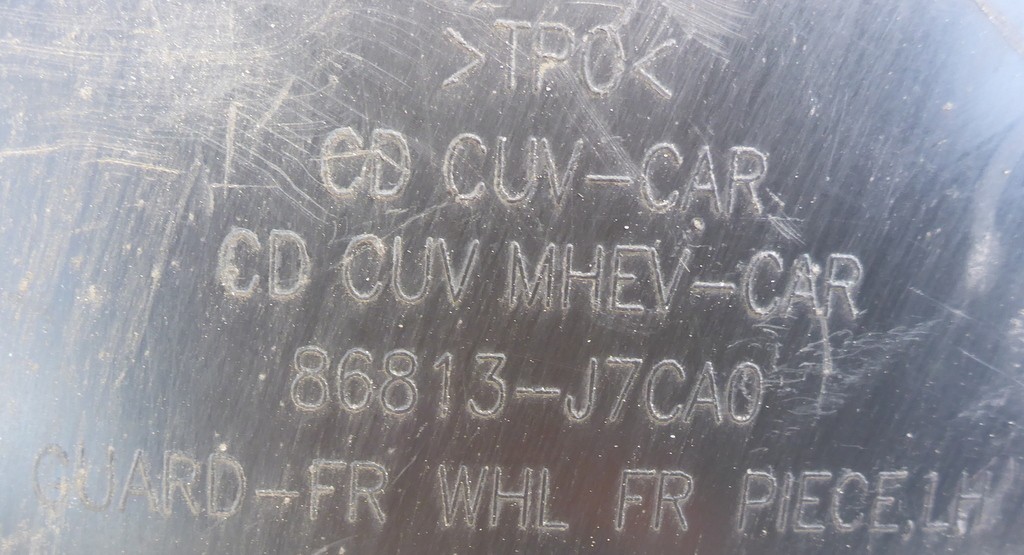 >TPO<
CD CUV-CAR
CD CUV MHEV-CAR
86813-J7CA0
GUARD-FR WHL FR PIECE,LH